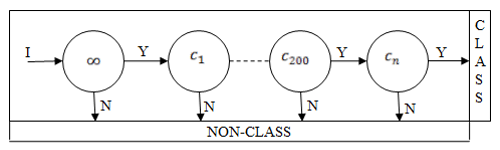 I ∞ Y c₁ c₂₀₀ Y cₙ Y
N N N N
NON-CLASS
CLASS